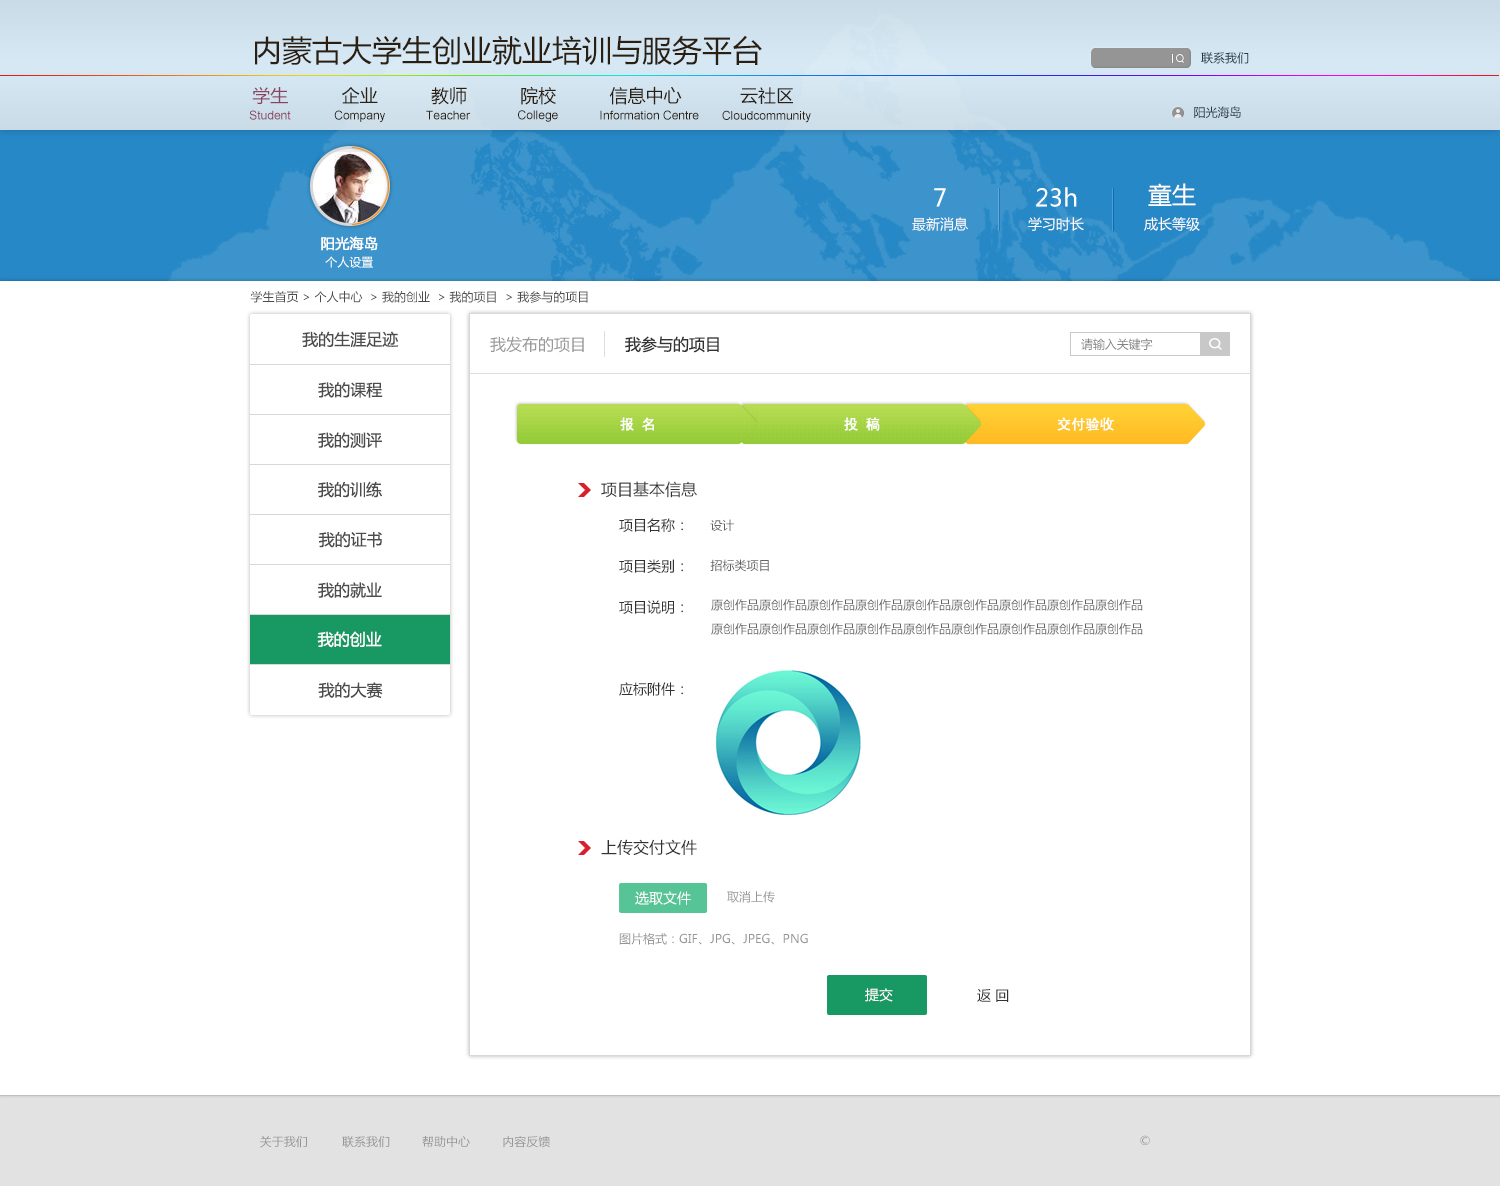 内蒙古大学生创业就业培训与服务平台
联系我们
学生 企业 教师 院校 信息中心 云社区
Student Company Teacher College Information Centre Cloudcommunity
阳光海岛
7 23h 童生
最新消息 学习时长 成长等级
阳光海岛
个人设置
学生首页 > 个人中心 > 我的创业 > 我的项目 > 我参与的项目
我的生涯足迹
我的课程
我的测评
我的训练
我的证书
我的就业
我的创业
我的大赛
我发布的项目 我参与的项目
请输入关键字
报 名 投 稿 交付验收
项目基本信息
项目名称： 设计
项目类别： 招标类项目
项目说明： 原创作品原创作品原创作品原创作品原创作品原创作品原创作品原创作品原创作品
原创作品原创作品原创作品原创作品原创作品原创作品原创作品原创作品原创作品
应标附件：
上传交付文件
选取文件 取消上传
图片格式：GIF、JPG、JPEG、PNG
提交 返 回
关于我们 联系我们 帮助中心 内容反馈 ©